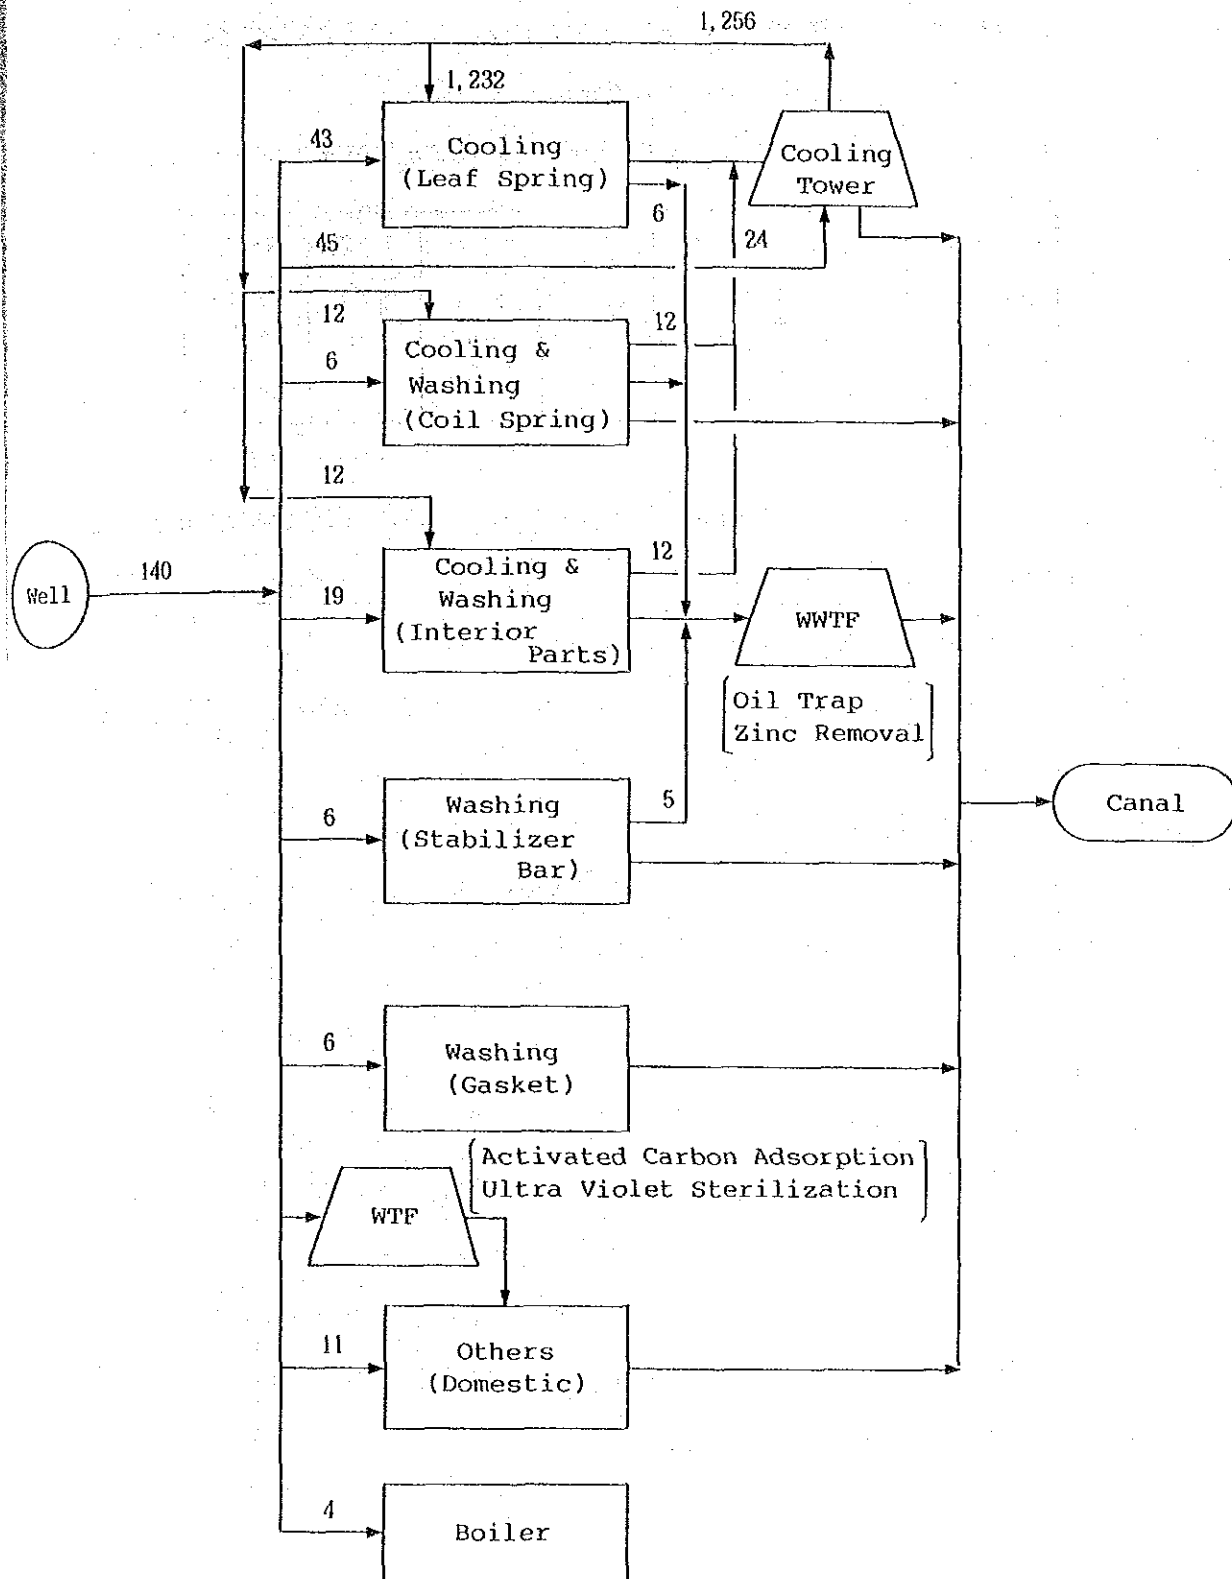 1,256
1,232
43
Cooling
(Leaf Spring)
Cooling
Tower
6
24
45
12
12
6
Cooling &
Washing
(Coil Spring)
12
12
Well
140
19
Cooling &
Washing
(Interior
Parts)
WWTF
Oil Trap
Zinc Removal
6
Washing
(Stabilizer
Bar)
5
Canal
6
Washing
(Gasket)
Activated Carbon Adsorption
Ultra Violet Sterilization
WTF
11
Others
(Domestic)
4
Boiler